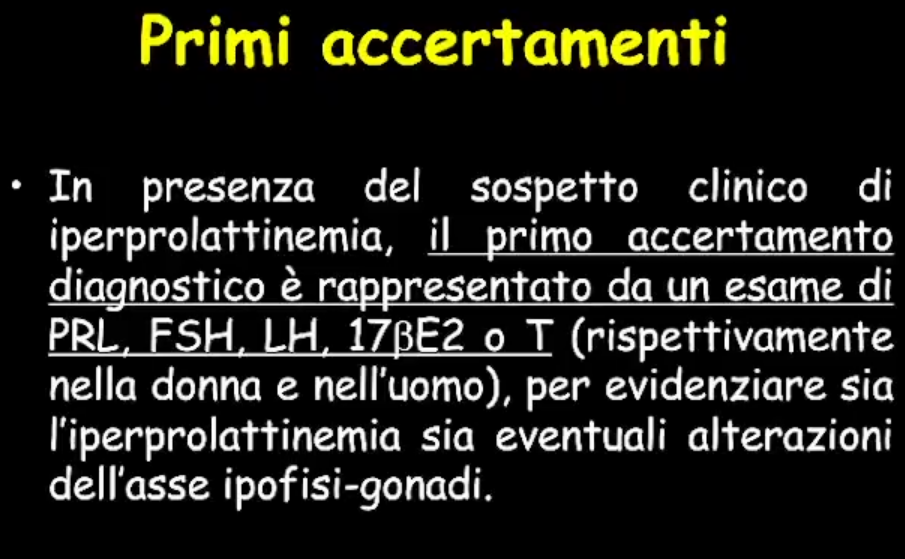 Primi accertamenti
• In presenza del sospetto clinico di
iperprolattinemia, il primo accertamento
diagnostico è rappresentato da un esame di
PRL, FSH, LH, 17βE2 o T (rispettivamente
nella donna e nell'uomo), per evidenziare sia
l'iperprolattinemia sia eventuali alterazioni
dell'asse ipofisi-gonadi.